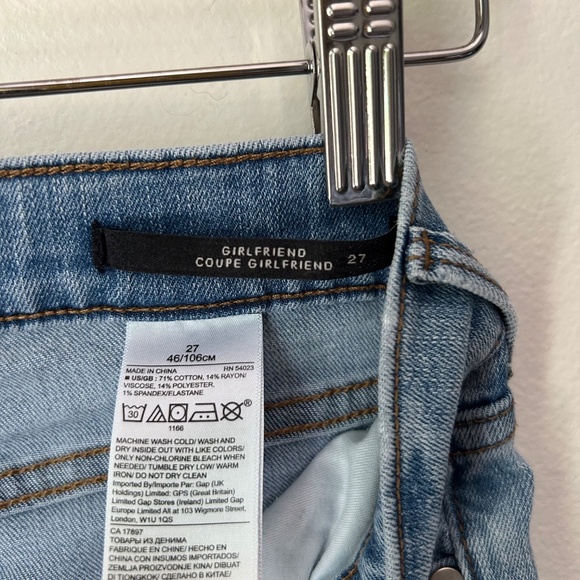 GIRLFRIEND
COUPE GIRLFRIEND 27
27
46/106CM
MADE IN CHINA RN 54023
■ US/GB : 71% COTTON, 14% RAYON/
VISCOSE, 14% POLYESTER,
1% SPANDEX/ELASTANE
30
1166
MACHINE WASH COLD/ WASH AND
DRY INSIDE OUT WITH LIKE COLORS/
ONLY NON-CHLORINE BLEACH WHEN
NEEDED/ TUMBLE DRY LOW/ WARM
IRON/ DO NOT DRY CLEAN
Imported By/Importe Par: Gap (UK
Holdings) Limited: GPS (Great Britain)
Limited Gap Stores (Ireland) Limited Gap
Europe Limited All at 103 Wigmore Street,
London, W1U 1QS
CA 17897
ТОВАРЫ ИЗ ДЕНИМА
FABRIQUÉ EN CHINE/ HECHO EN
CHINA CON INSUMOS IMPORTADOS/
ZEMLJA PROIZVODNJE KINA/ DIBUAT
DI TIONGKOK/ СДЕЛАНО В КИТАЕ